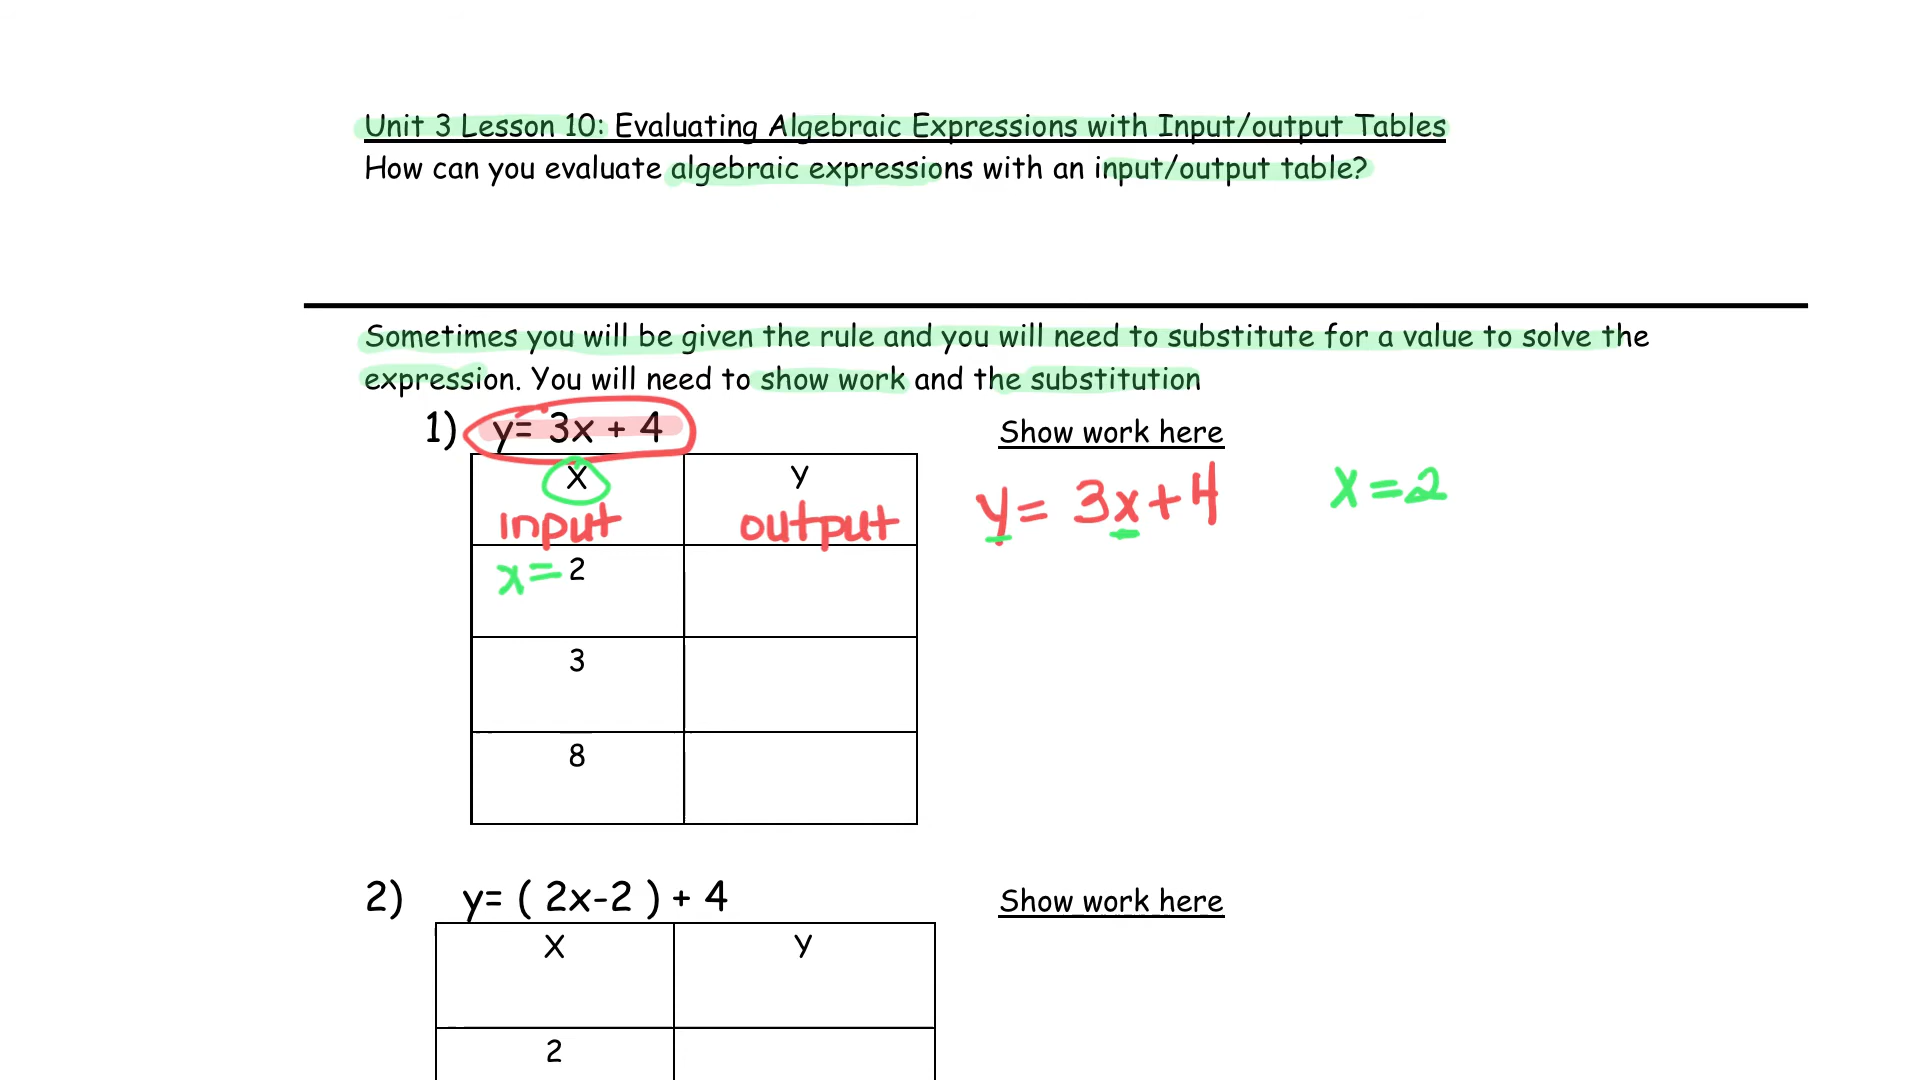 Unit 3 Lesson 10: Evaluating Algebraic Expressions with Input/output Tables
How can you evaluate algebraic expressions with an input/output table?
Sometimes you will be given the rule and you will need to substitute for a value to solve the
expression. You will need to show work and the substitution
1) y= 3x + 4
Show work here
X Y
input output
y= 3x+4 x=2
x= 2
3
8
2) y= ( 2x-2 ) + 4
Show work here
X Y
2